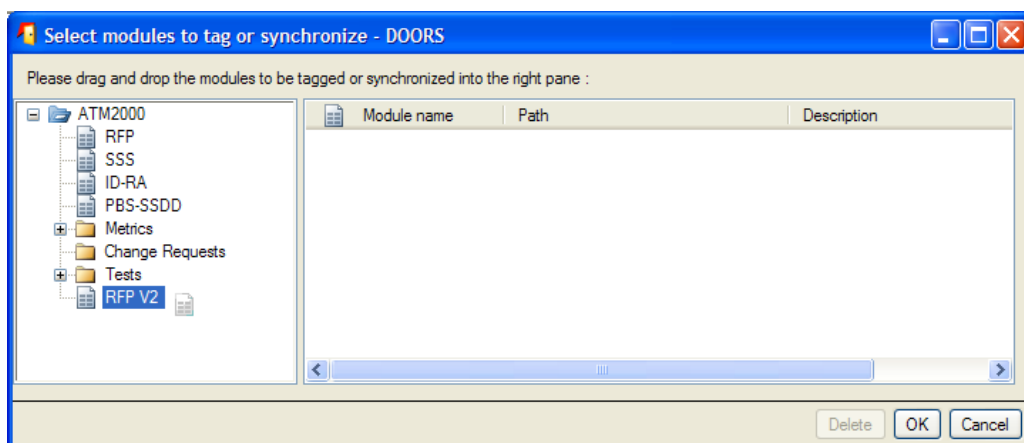 Select modules to tag or synchronize - DOORS
Please drag and drop the modules to be tagged or synchronized into the right pane :
ATM2000
RFP
SSS
ID-RA
PBS-SSDD
Metrics
Change Requests
Tests
RFP V2
Module name Path Description
Delete OK Cancel